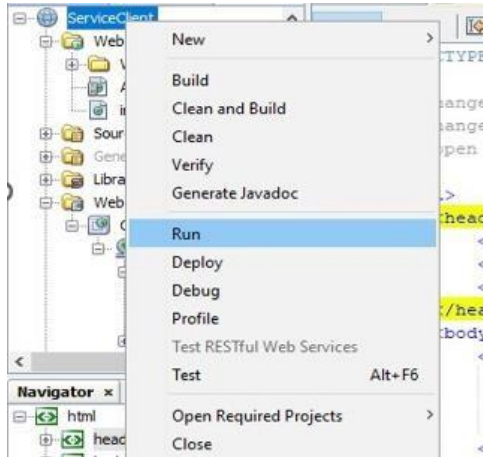 ServiceClient
Web
New
TYPE
Build
Clean and Build
ange
Clean
ange
Sour
Verify
pen
Gene
Generate Javadoc
Libra
Web
Run
head
Deploy
Debug
Profile
/hea
Test RESTful Web Services
body
Test Alt+F6
Navigator ×
html
Open Required Projects
head
Close